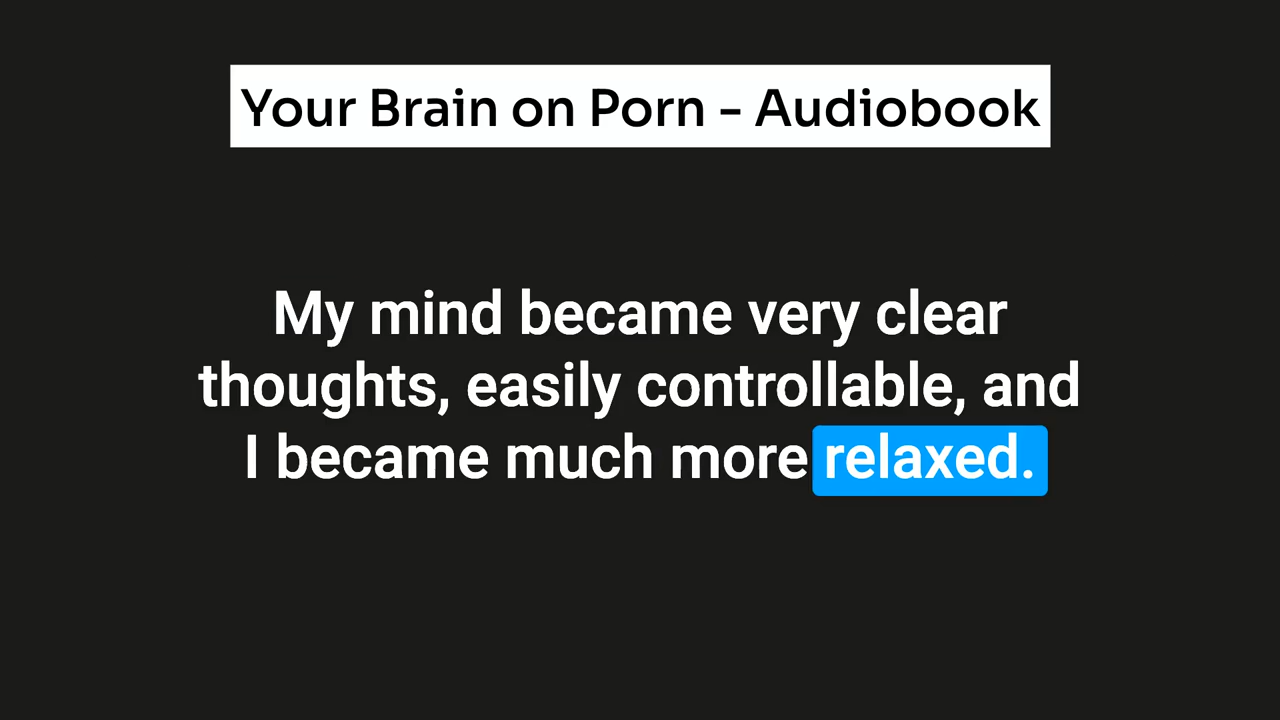 Your Brain on Porn - Audiobook
My mind became very clear
thoughts, easily controllable, and
I became much more relaxed.